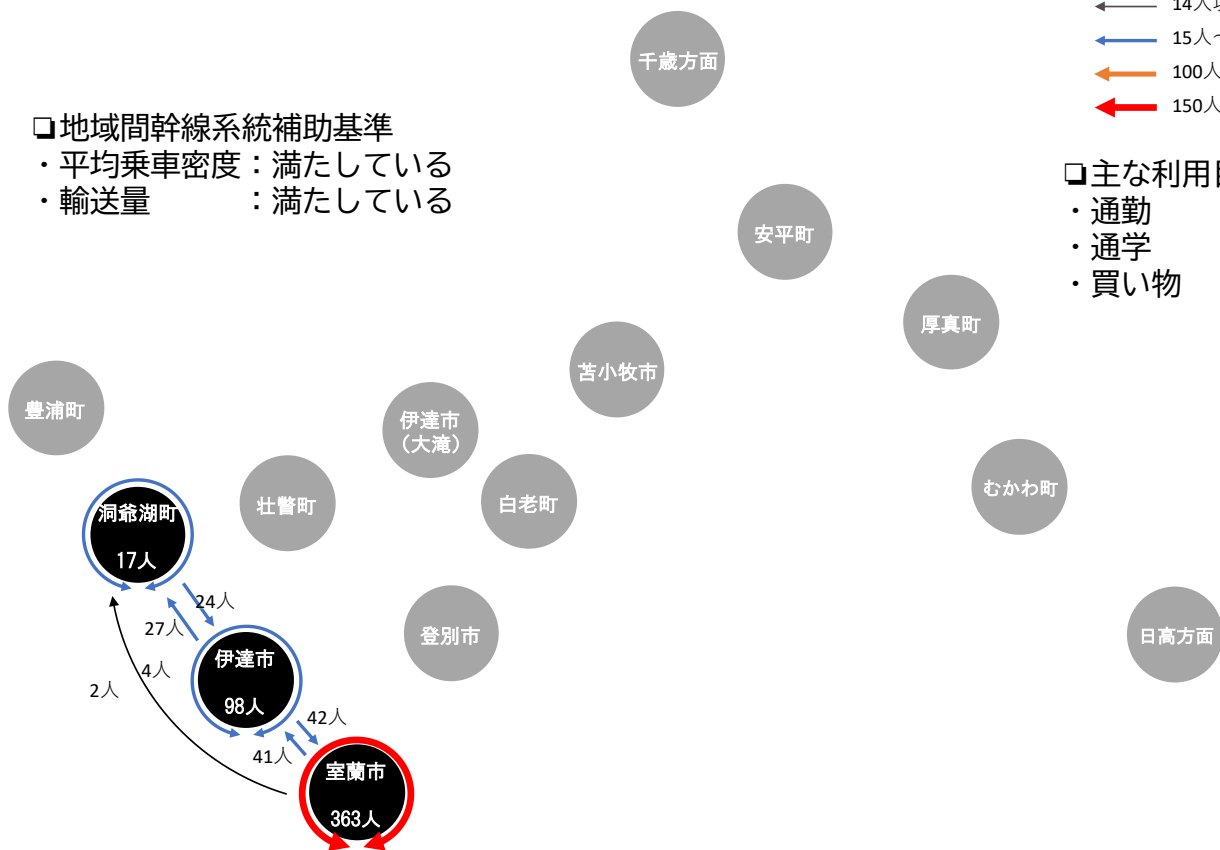 14人
15人～
100人
150人
千歳方面
❏地域間幹線系統補助基準
・平均乗車密度：満たしている
・輸送量　　　：満たしている
❏主な利用目
・通勤
・通学
・買い物
安平町
厚真町
苫小牧市
豊浦町
伊達市
（大滝）
むかわ町
壮瞥町
白老町
洞爺湖町
17人
24人
27人
登別市
日高方面
伊達市
98人
4人
2人
42人
41人
室蘭市
363人